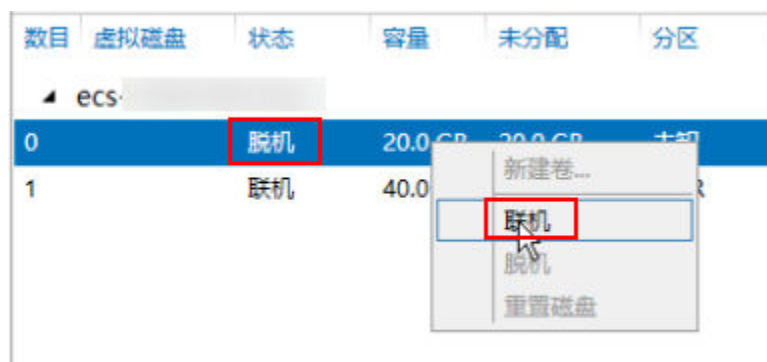 数目 虚拟磁盘 状态 容量 未分配 分区
ecs-
0 脱机 20.0 GB 20.0 GB 未知
1 联机 40.0 R
新建卷...
联机
脱机
重置磁盘